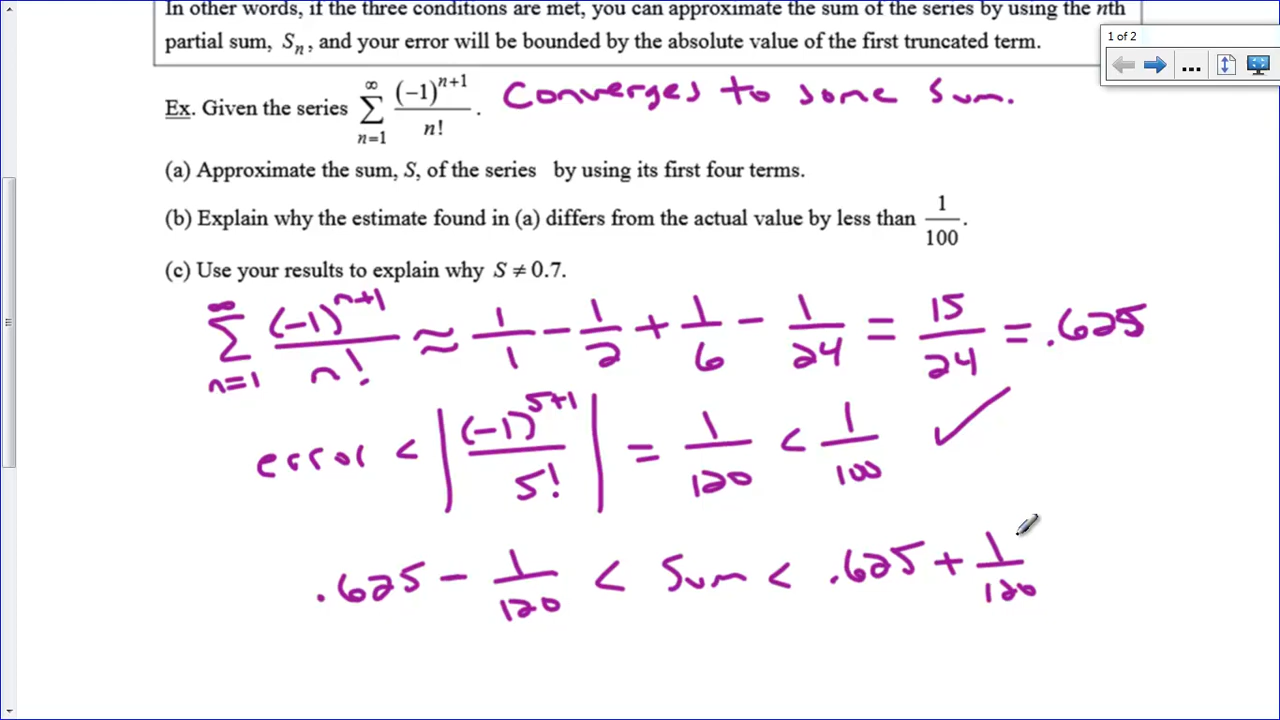 In other words, if the three conditions are met, you can approximate the sum of the series by using the nth
1 of 2
partial sum, Sₙ, and your error will be bounded by the absolute value of the first truncated term.
...
Ex. Given the series ∑_{n=1}^{∞} (−1)^{n+1}/n! . Converges to some sum.
(a) Approximate the sum, S, of the series by using its first four terms.
(b) Explain why the estimate found in (a) differs from the actual value by less than 1/100.
(c) Use your results to explain why S ≠ 0.7.
∑_{n=1}^{∞} (−1)^{n+1}/n! ≈ 1/1 − 1/2 + 1/6 − 1/24 = 15/24 = .625
error < |(−1)^{5+1}/5!| = 1/120 < 1/100 ✓
.625 − 1/120 < Sum < .625 + 1/120